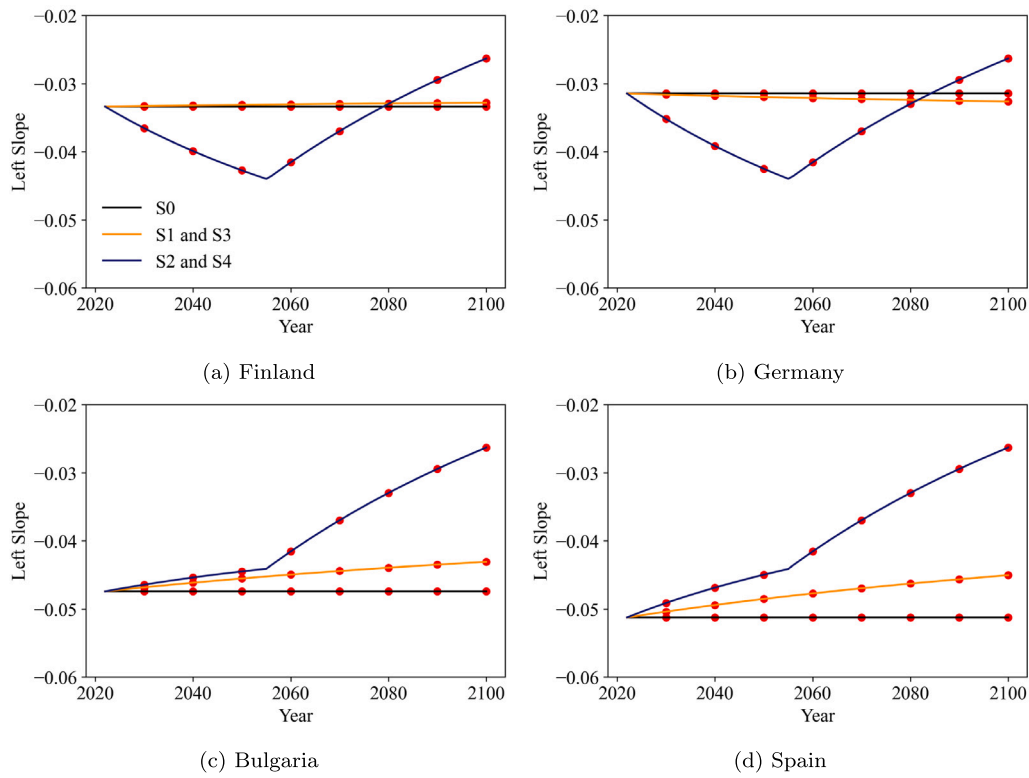 −0.02
−0.03
−0.04
−0.05
−0.06
Left Slope
S0
S1 and S3
S2 and S4
2020 2040 2060 2080 2100
Year
(a) Finland
−0.02
−0.03
−0.04
−0.05
−0.06
Left Slope
2020 2040 2060 2080 2100
Year
(b) Germany
−0.02
−0.03
−0.04
−0.05
−0.06
Left Slope
2020 2040 2060 2080 2100
Year
(c) Bulgaria
−0.02
−0.03
−0.04
−0.05
−0.06
Left Slope
2020 2040 2060 2080 2100
Year
(d) Spain